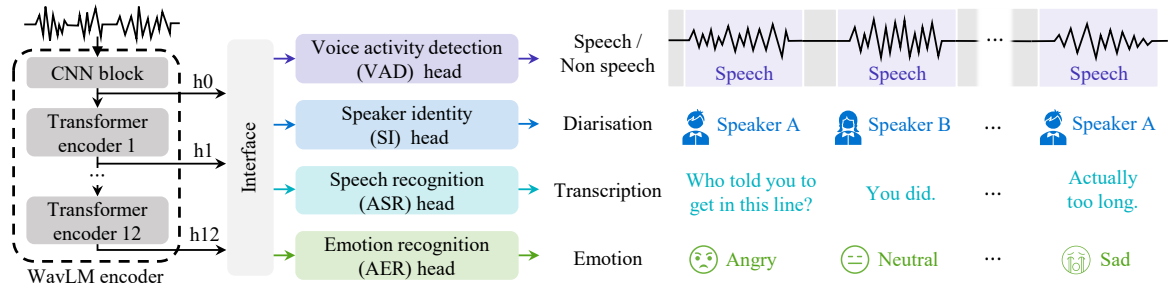 CNN block
h0
Transformer
encoder 1
h1
...
Transformer
encoder 12
h12
WavLM encoder
Interface
Voice activity detection
(VAD) head
Speaker identity
(SI) head
Speech recognition
(ASR) head
Emotion recognition
(AER) head
Speech /
Non speech
Speech
Speech
...
Speech
Diarisation
Speaker A
Speaker B
...
Speaker A
Transcription
Who told you to
get in this line?
You did.
...
Actually
too long.
Emotion
Angry
Neutral
...
Sad